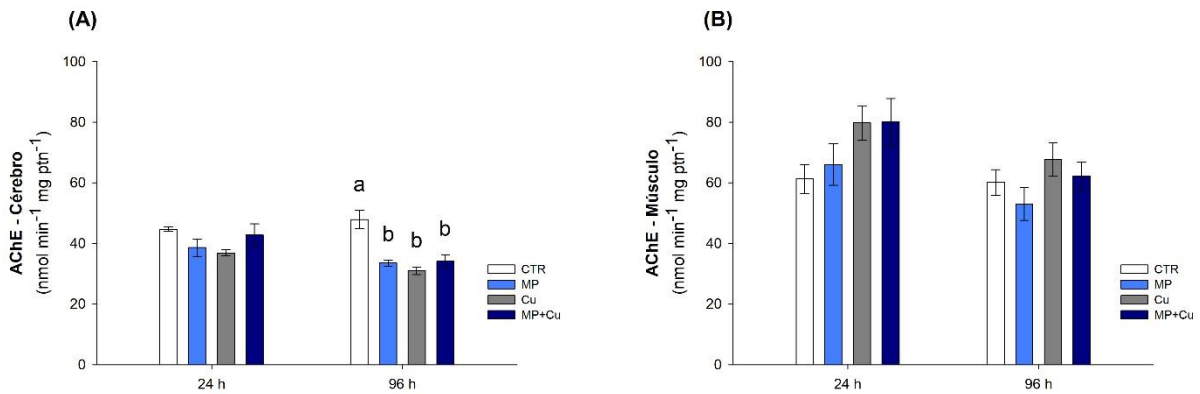 (A)
AChE - Cérebro
(nmol min-1 mg ptn-1)
100
80
60
40
20
0
a
b
b
b
CTR
MP
Cu
MP+Cu
24 h
96 h
(B)
AChE - Músculo
(nmol min-1 mg ptn-1)
100
80
60
40
20
0
CTR
MP
Cu
MP+Cu
24 h
96 h